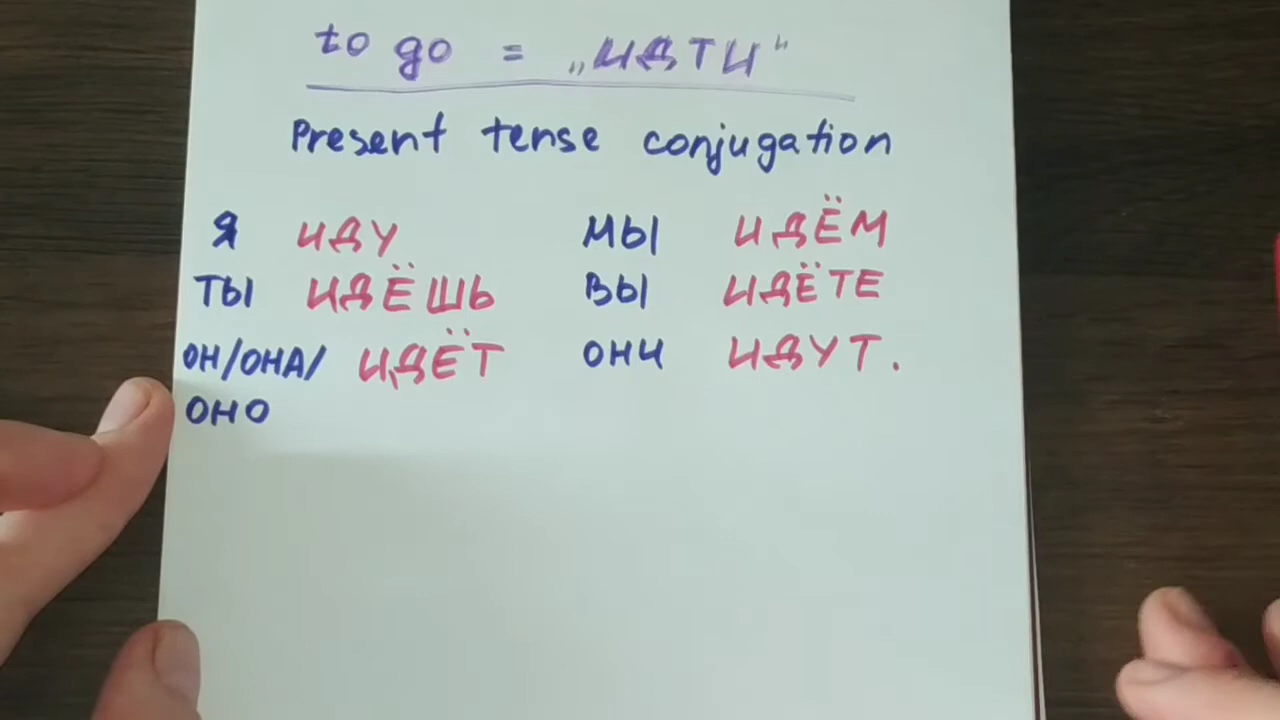 to go = „ИДТИ"
Present tense conjugation
Я ИДУ МЫ ИДЁМ
ТЫ ИДЁШЬ ВЫ ИДЁТЕ
ОН/ОНА/ ИДЁТ ОНИ ИДУТ.
ОНО